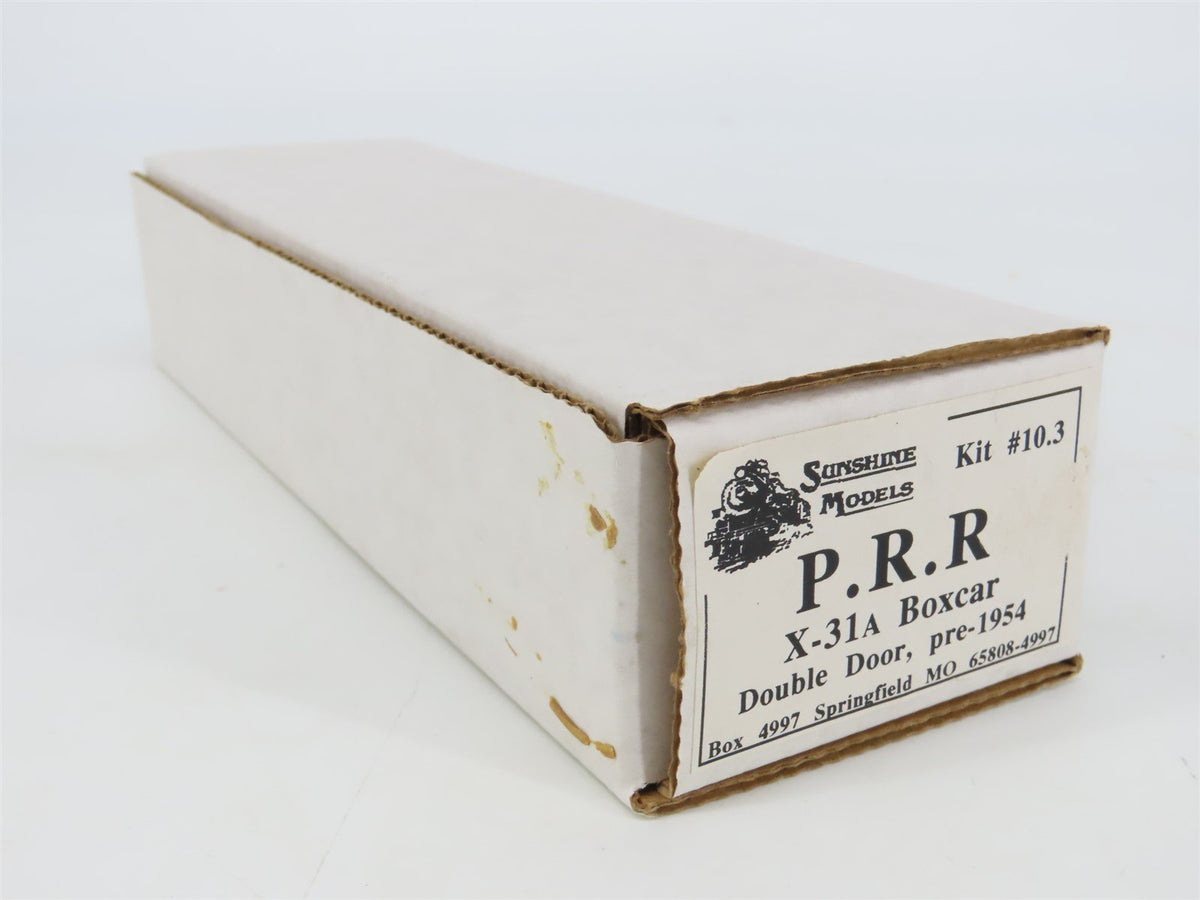 SUNSHINE
MODELS
Kit #10.3
P.R.R
X-31A Boxcar
Double Door, pre-1954
Box 4997 Springfield MO 65808-4997